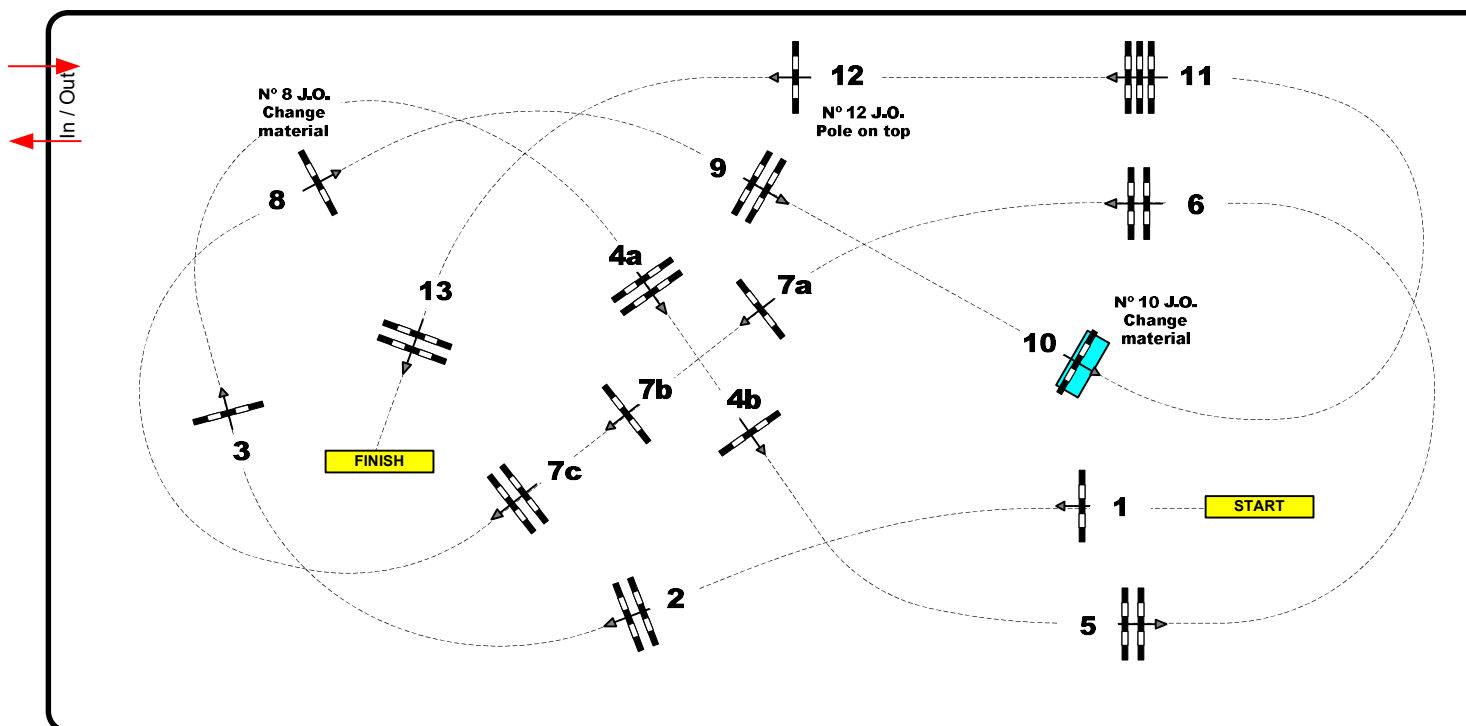 In / Out
Nº 8 J.O.
Change
material
12
11
Nº 12 J.O.
Pole on top
8
9
6
4a
7a
13
Nº 10 J.O.
Change
material
10
7b
4b
3
FINISH
7c
1
START
2
5